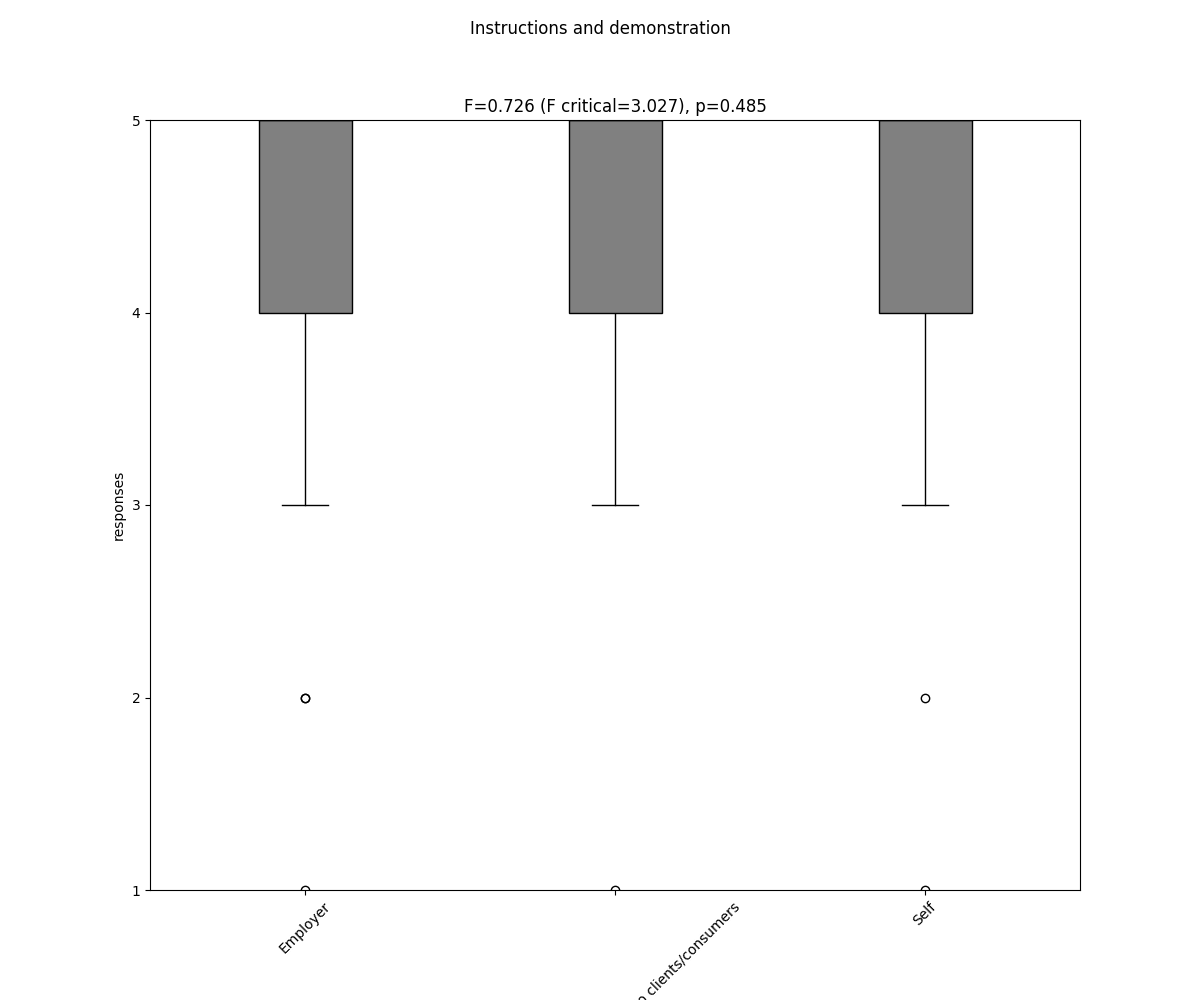 Instructions and demonstration
F=0.726 (F critical=3.027), p=0.485
5
4
3
2
1
responses
Employer
clients/consumers
Self